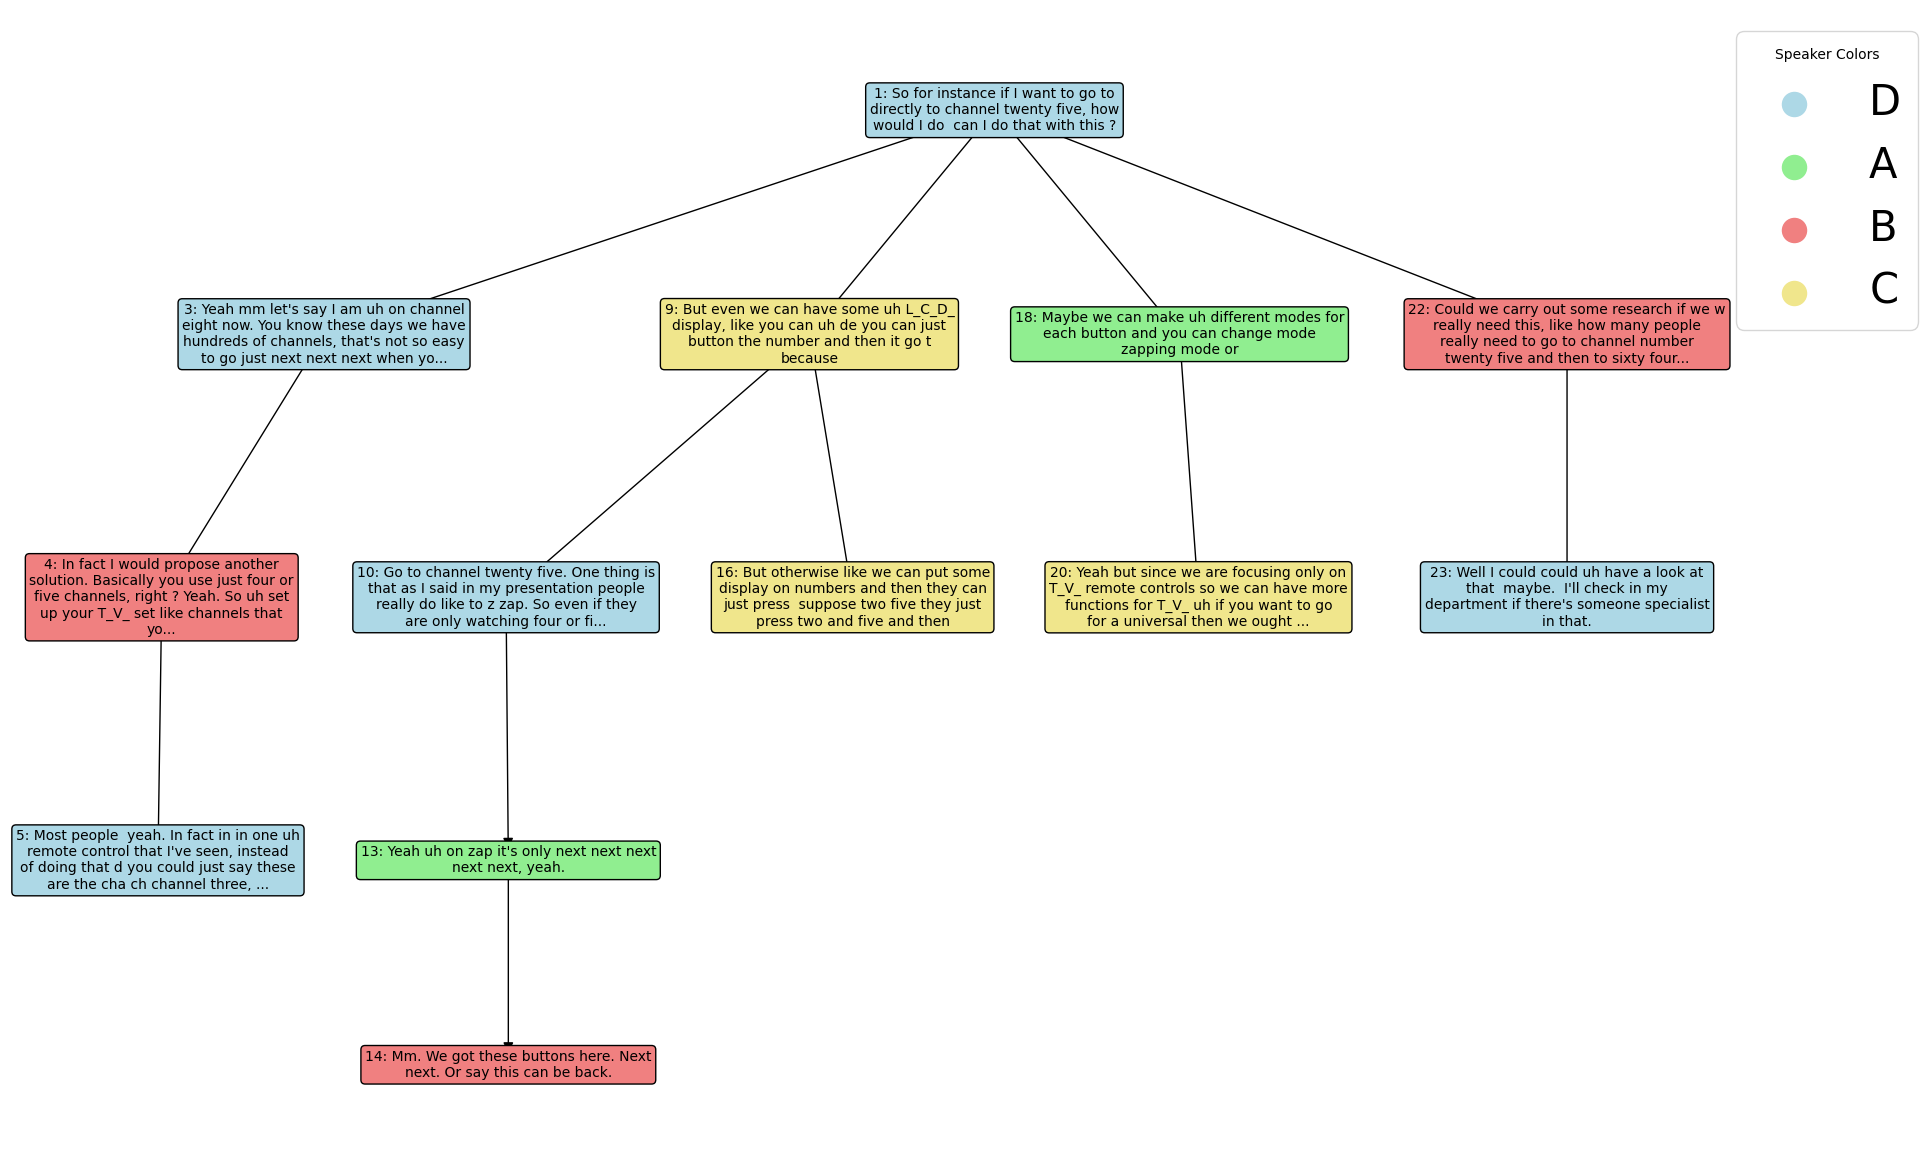 Speaker Colors
D
A
B
C
1: So for instance if I want to go to
directly to channel twenty five, how
would I do  can I do that with this ?
3: Yeah mm let's say I am uh on channel
eight now. You know these days we have
hundreds of channels, that's not so easy
to go just next next next when yo...
9: But even we can have some uh L_C_D_
display, like you can uh de you can just
button the number and then it go t
because
18: Maybe we can make uh different modes for
each button and you can change mode
zapping mode or
22: Could we carry out some research if we w
really need this, like how many people
really need to go to channel number
twenty five and then to sixty four...
4: In fact I would propose another
solution. Basically you use just four or
five channels, right ? Yeah. So uh set
up your T_V_ set like channels that
yo...
10: Go to channel twenty five. One thing is
that as I said in my presentation people
really do like to z zap. So even if they
are only watching four or fi...
16: But otherwise like we can put some
display on numbers and then they can
just press  suppose two five they just
press two and five and then
20: Yeah but since we are focusing only on
T_V_ remote controls so we can have more
functions for T_V_ uh if you want to go
for a universal then we ought ...
23: Well I could could uh have a look at
that  maybe.  I'll check in my
department if there's someone specialist
in that.
5: Most people  yeah. In fact in in one uh
remote control that I've seen, instead
of doing that d you could just say these
are the cha ch channel three, ...
13: Yeah uh on zap it's only next next next
next next, yeah.
14: Mm. We got these buttons here. Next
next. Or say this can be back.